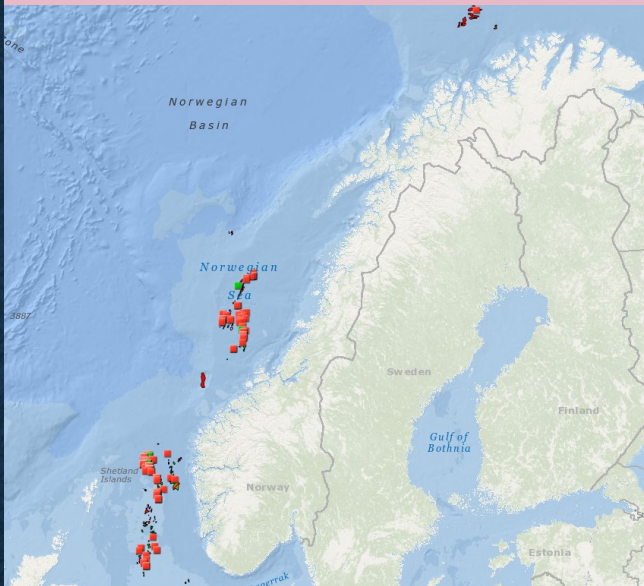 one
Norwegian
Basin
Norwegian
Sea
3887
Sweden
Finland
Gulf of
Bothnia
Shetland
Islands
Norway
Estonia
agerrak